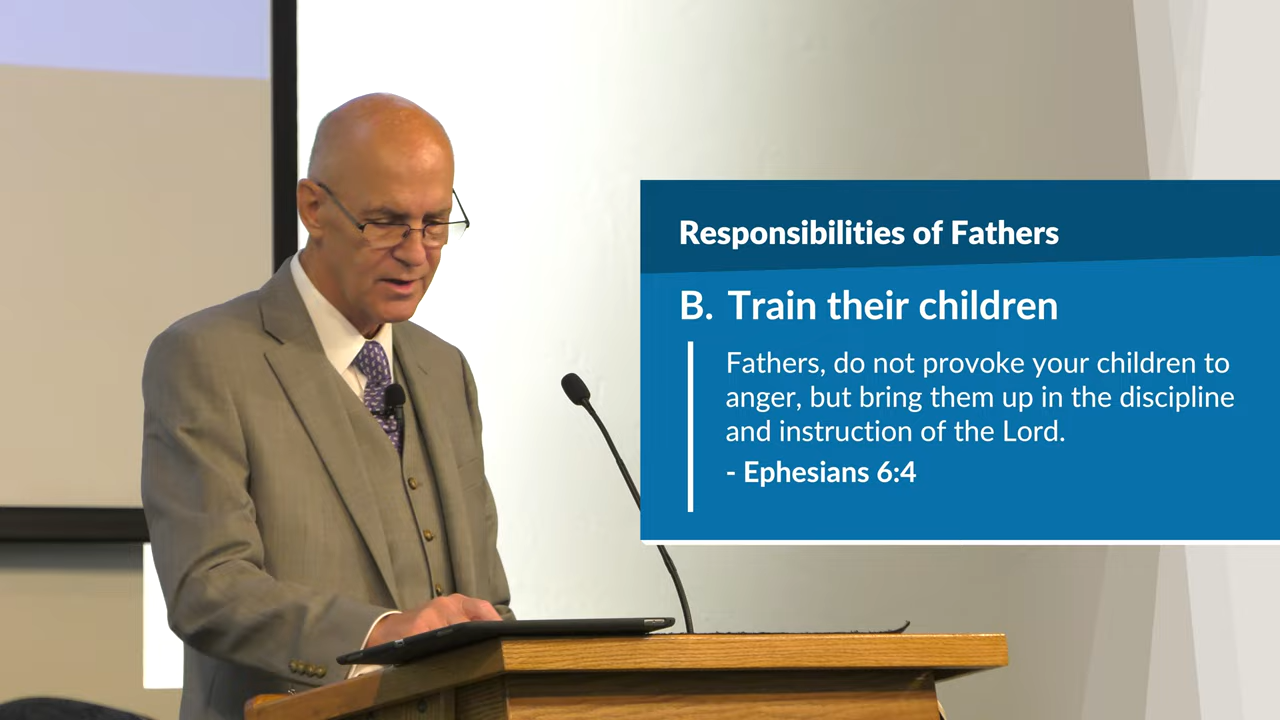 Responsibilities of Fathers
B. Train their children
Fathers, do not provoke your children to
anger, but bring them up in the discipline
and instruction of the Lord.
- Ephesians 6:4